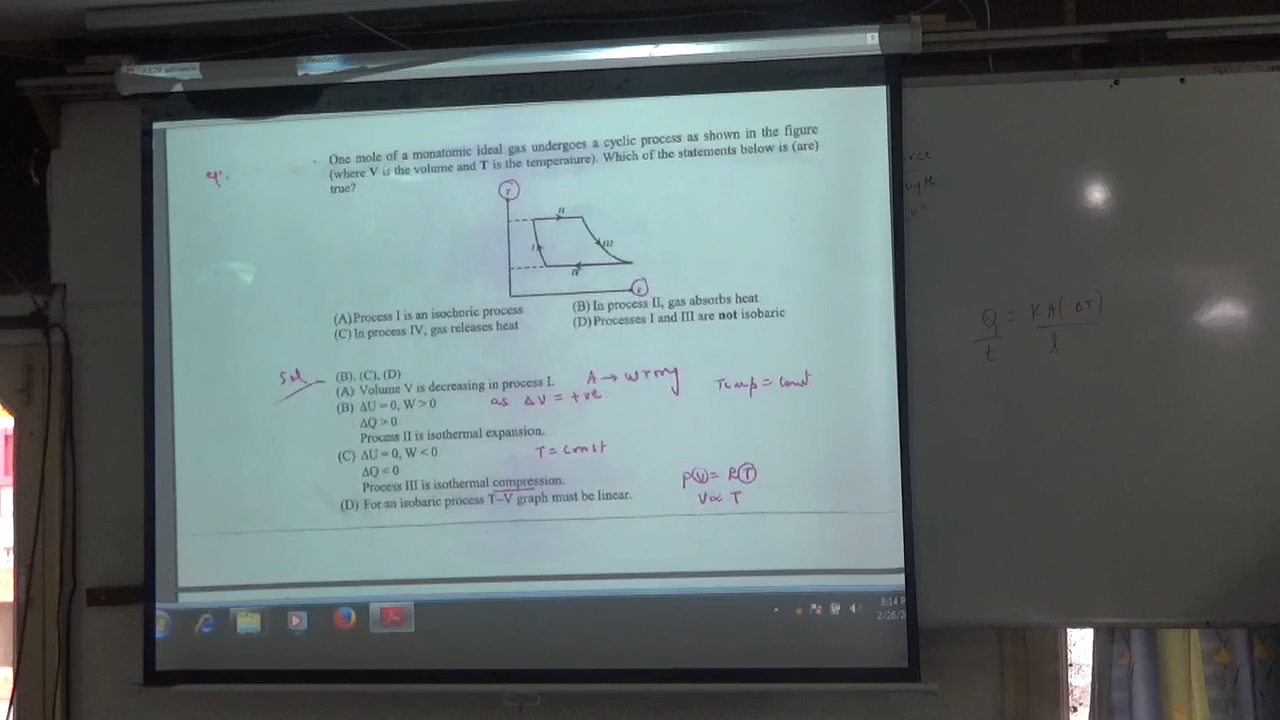 X129 advance
Reader
One mole of a monatomic ideal gas undergoes a cyclic process as shown in the figure
(where V is the volume and T is the temperature). Which of the statements below is (are)
true?
T
II
I
III
IV
V
(A) Process I is an isochoric process
(B) In process II, gas absorbs heat
(C) In process IV, gas releases heat
(D) Processes I and III are not isobaric
Sol
(B). (C), (D)
(A) Volume V is decreasing in process I.
A → wrong
(B) ΔU = 0, W > 0
as ΔV = +ve
Temp = const
ΔQ > 0
Process II is isothermal expansion.
(C) ΔU = 0, W < 0
T = const
ΔQ < 0
Process III is isothermal compression.
P(V) = R(T)
(D) For an isobaric process T–V graph must be linear.
V ∝ T
Q/t = KA(ΔT)/l
8:14 P